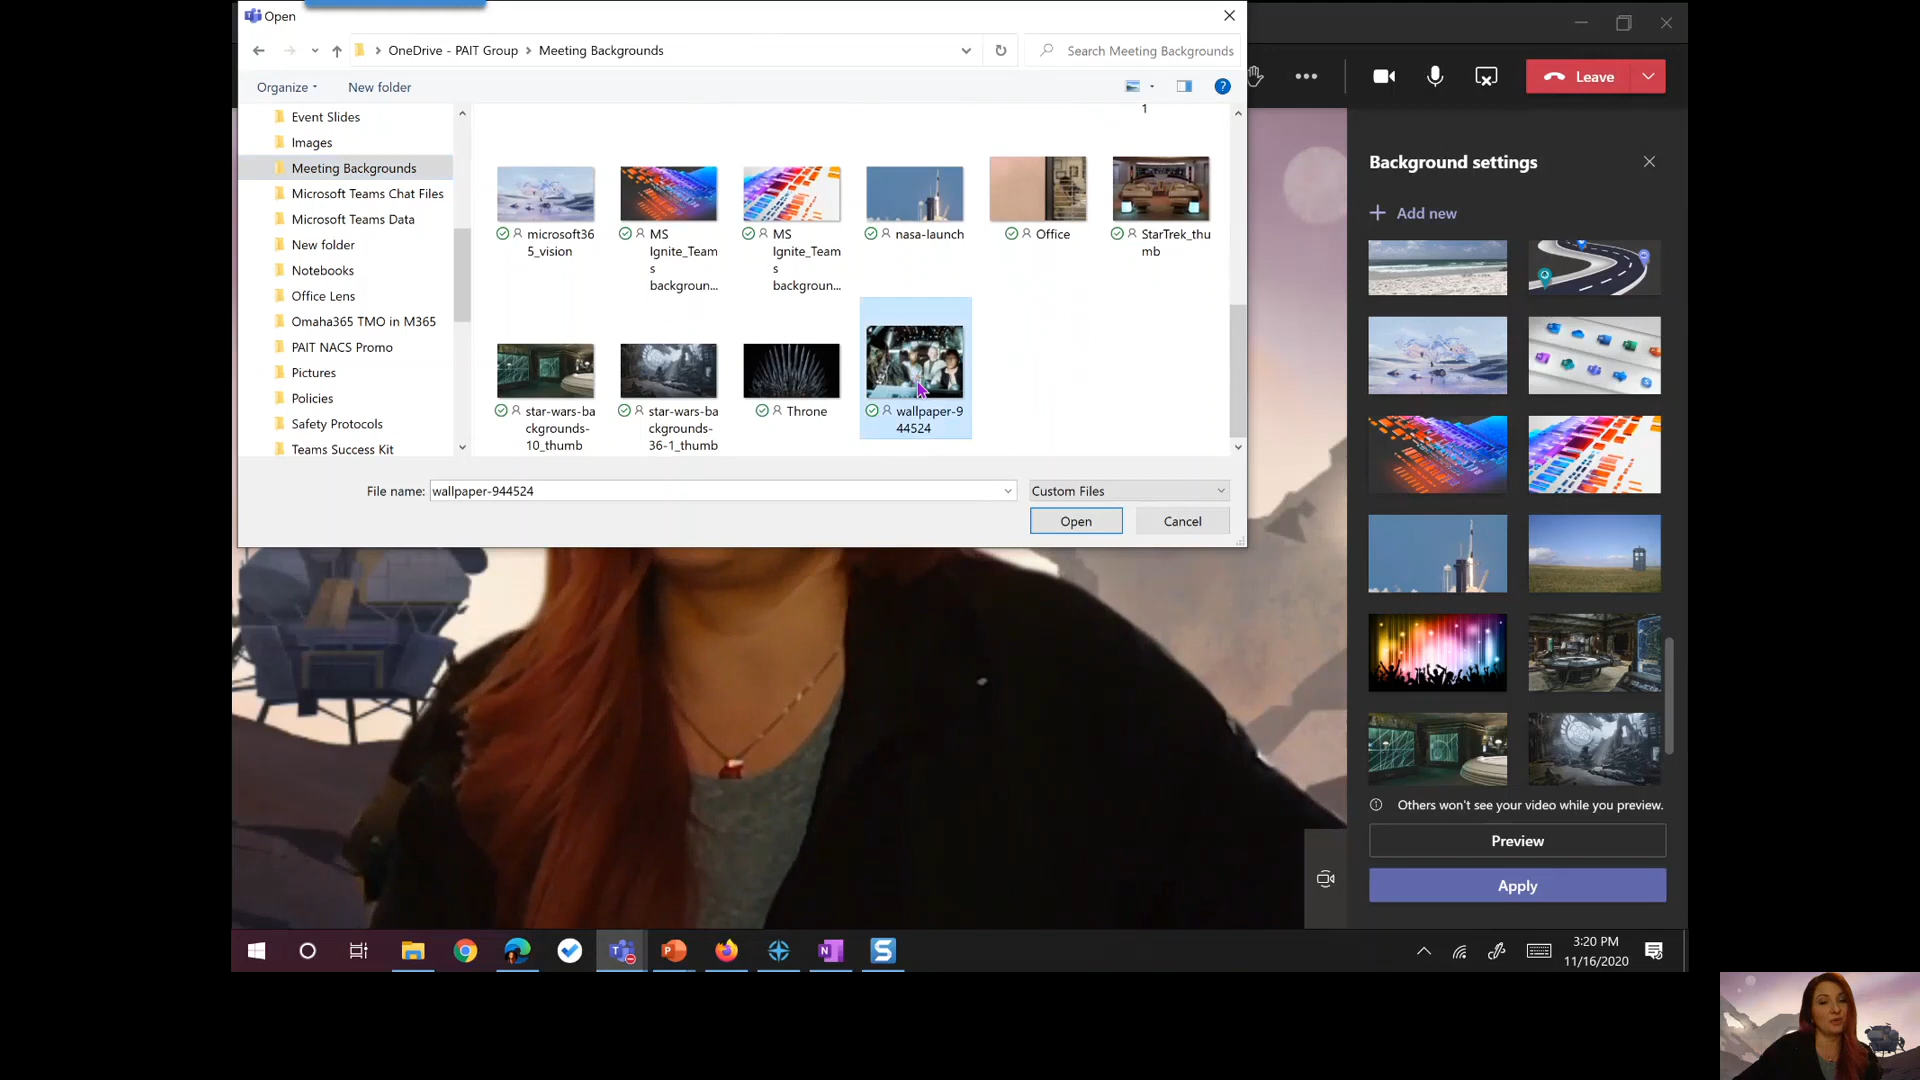 Open
OneDrive - PAIT Group
Meeting Backgrounds
Search Meeting Backgrounds
Leave
Organize
New folder
1
Event Slides
Images
Meeting Backgrounds
Microsoft Teams Chat Files
Microsoft Teams Data
New folder
Notebooks
Office Lens
Omaha365 TMO in M365
PAIT NACS Promo
Pictures
Policies
Safety Protocols
Teams Success Kit
microsoft36
5_vision
MS
Ignite_Team
s
backgroun...
MS
Ignite_Team
s
backgroun...
nasa-launch
Office
StarTrek_thu
mb
star-wars-ba
ckgrounds-
10_thumb
star-wars-ba
ckgrounds-
36-1_thumb
Throne
wallpaper-9
44524
File name:
wallpaper-944524
Custom Files
Open
Cancel
Background settings
Add new
Others won't see your video while you preview.
Preview
Apply
3:20 PM
11/16/2020